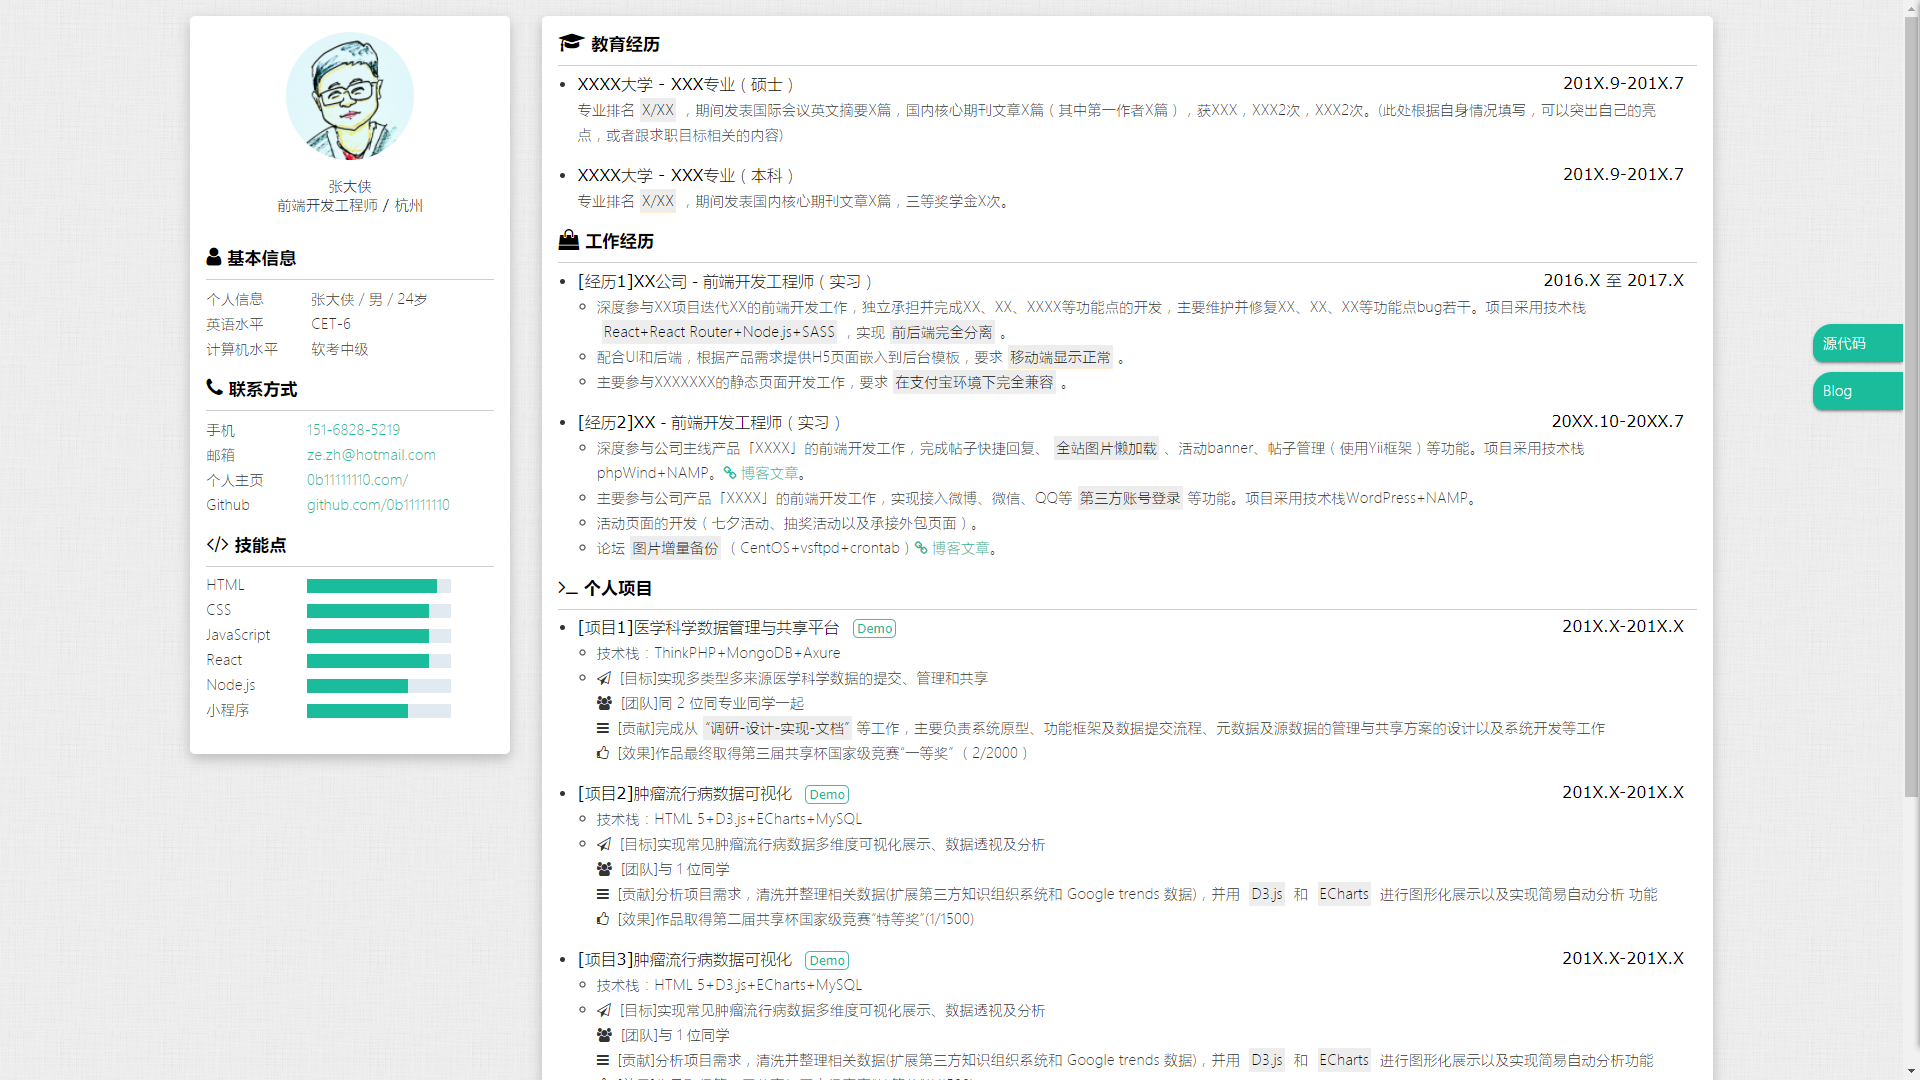 张大侠
前端开发工程师 / 杭州
基本信息
个人信息 张大侠 / 男 / 24岁
英语水平 CET-6
计算机水平 软考中级
联系方式
手机 151-6828-5219
邮箱 ze.zh@hotmail.com
个人主页 0b11111110.com/
Github github.com/0b11111110
技能点
HTML
CSS
JavaScript
React
Node.js
小程序
教育经历
XXXX大学 - XXX专业（硕士） 201X.9-201X.7
专业排名 X/XX ，期间发表国际会议英文摘要X篇，国内核心期刊文章X篇（其中第一作者X篇），获XXX，XXX2次，XXX2次。(此处根据自身情况填写，可以突出自己的亮
点，或者跟求职目标相关的内容)
XXXX大学 - XXX专业（本科） 201X.9-201X.7
专业排名 X/XX ，期间发表国内核心期刊文章X篇，三等奖学金X次。
工作经历
[经历1]XX公司 - 前端开发工程师（实习） 2016.X 至 2017.X
深度参与XX项目迭代XX的前端开发工作，独立承担并完成XX、XX、XXXX等功能点的开发，主要维护并修复XX、XX、XX等功能点bug若干。项目采用技术栈
React+React Router+Node.js+SASS ，实现 前后端完全分离 。
配合UI和后端，根据产品需求提供H5页面嵌入到后台模板，要求 移动端显示正常 。
主要参与XXXXXXX的静态页面开发工作，要求 在支付宝环境下完全兼容 。
[经历2]XX - 前端开发工程师（实习） 20XX.10-20XX.7
深度参与公司主线产品「XXXX」的前端开发工作，完成帖子快捷回复、 全站图片懒加载 、活动banner、帖子管理（使用Yii框架）等功能。项目采用技术栈
phpWind+NAMP。 博客文章。
主要参与公司产品「XXXX」的前端开发工作，实现接入微博、微信、QQ等 第三方账号登录 等功能。项目采用技术栈WordPress+NAMP。
活动页面的开发（七夕活动、抽奖活动以及承接外包页面）。
论坛 图片增量备份 （CentOS+vsftpd+crontab） 博客文章。
个人项目
[项目1]医学科学数据管理与共享平台 Demo 201X.X-201X.X
技术栈：ThinkPHP+MongoDB+Axure
[目标]实现多类型多来源医学科学数据的提交、管理和共享
[团队]同 2 位同专业同学一起
[贡献]完成从 “调研-设计-实现-文档” 等工作，主要负责系统原型、功能框架及数据提交流程、元数据及源数据的管理与共享方案的设计以及系统开发等工作
[效果]作品最终取得第三届共享杯国家级竞赛“一等奖”（2/2000）
[项目2]肿瘤流行病数据可视化 Demo 201X.X-201X.X
技术栈：HTML 5+D3.js+ECharts+MySQL
[目标]实现常见肿瘤流行病数据多维度可视化展示、数据透视及分析
[团队]与 1 位同学
[贡献]分析项目需求，清洗并整理相关数据(扩展第三方知识组织系统和 Google trends 数据)，并用 D3.js 和 ECharts 进行图形化展示以及实现简易自动分析 功能
[效果]作品取得第二届共享杯国家级竞赛“特等奖”(1/1500)
[项目3]肿瘤流行病数据可视化 Demo 201X.X-201X.X
技术栈：HTML 5+D3.js+ECharts+MySQL
[目标]实现常见肿瘤流行病数据多维度可视化展示、数据透视及分析
[团队]与 1 位同学
[贡献]分析项目需求，清洗并整理相关数据(扩展第三方知识组织系统和 Google trends 数据)，并用 D3.js 和 ECharts 进行图形化展示以及实现简易自动分析功能
源代码
Blog